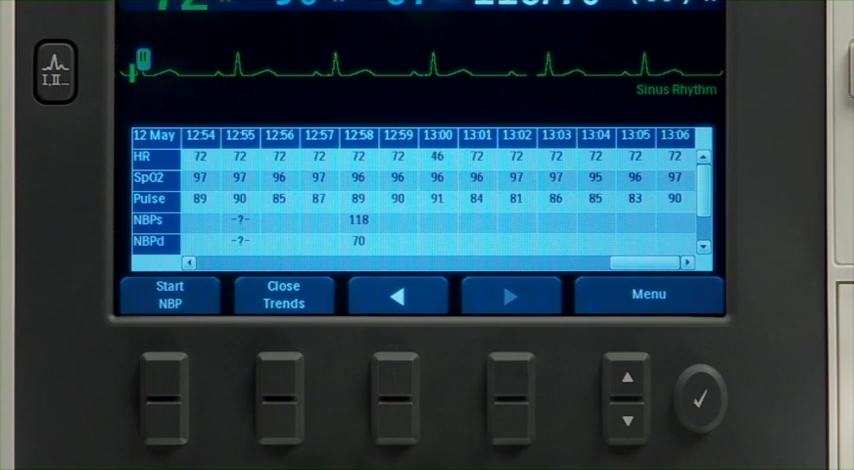 I,II...
Sinus Rhythm
12 May 12:54 12:55 12:56 12:57 12:58 12:59 13:00 13:01 13:02 13:03 13:04 13:05 13:06
HR 72 72 72 72 72 72 46 72 72 72 72 72 72
SpO2 97 97 96 97 96 96 96 96 97 97 95 96 97
Pulse 89 90 85 87 89 90 91 84 81 86 85 83 90
NBPs -?- 118
NBPd -?- 70
Start
NBP
Close
Trends
Menu